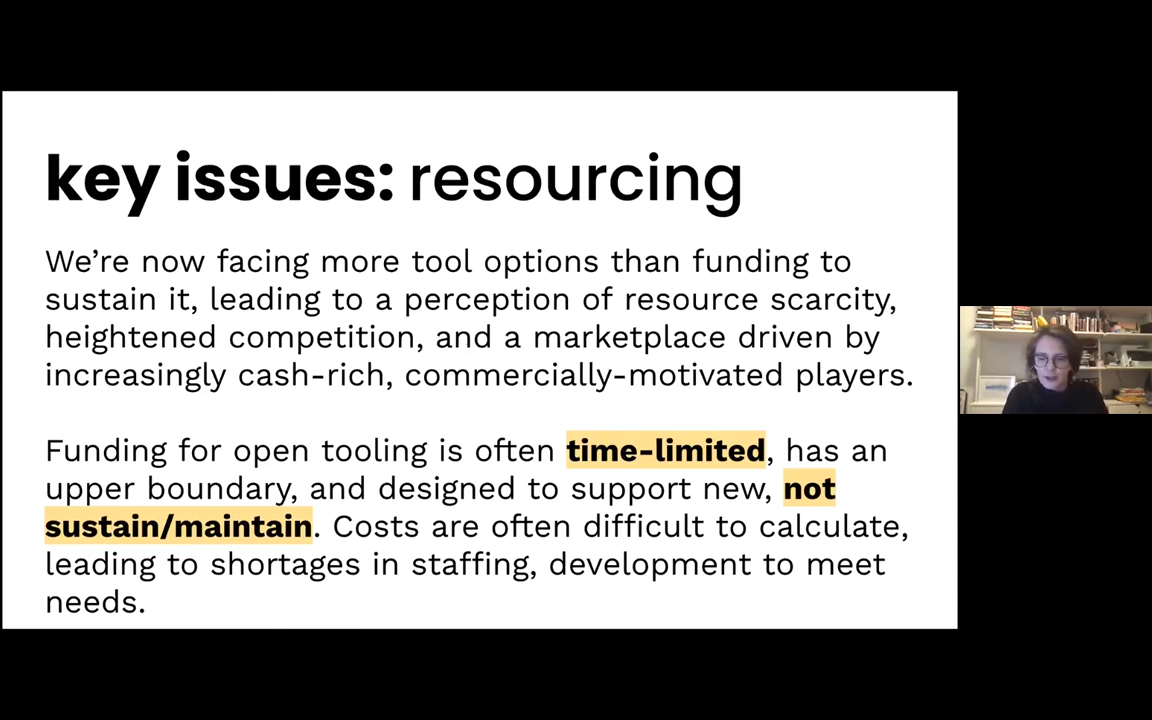 key issues: resourcing
We’re now facing more tool options than funding to
sustain it, leading to a perception of resource scarcity,
heightened competition, and a marketplace driven by
increasingly cash-rich, commercially-motivated players.
Funding for open tooling is often time-limited, has an
upper boundary, and designed to support new, not
sustain/maintain. Costs are often difficult to calculate,
leading to shortages in staffing, development to meet
needs.